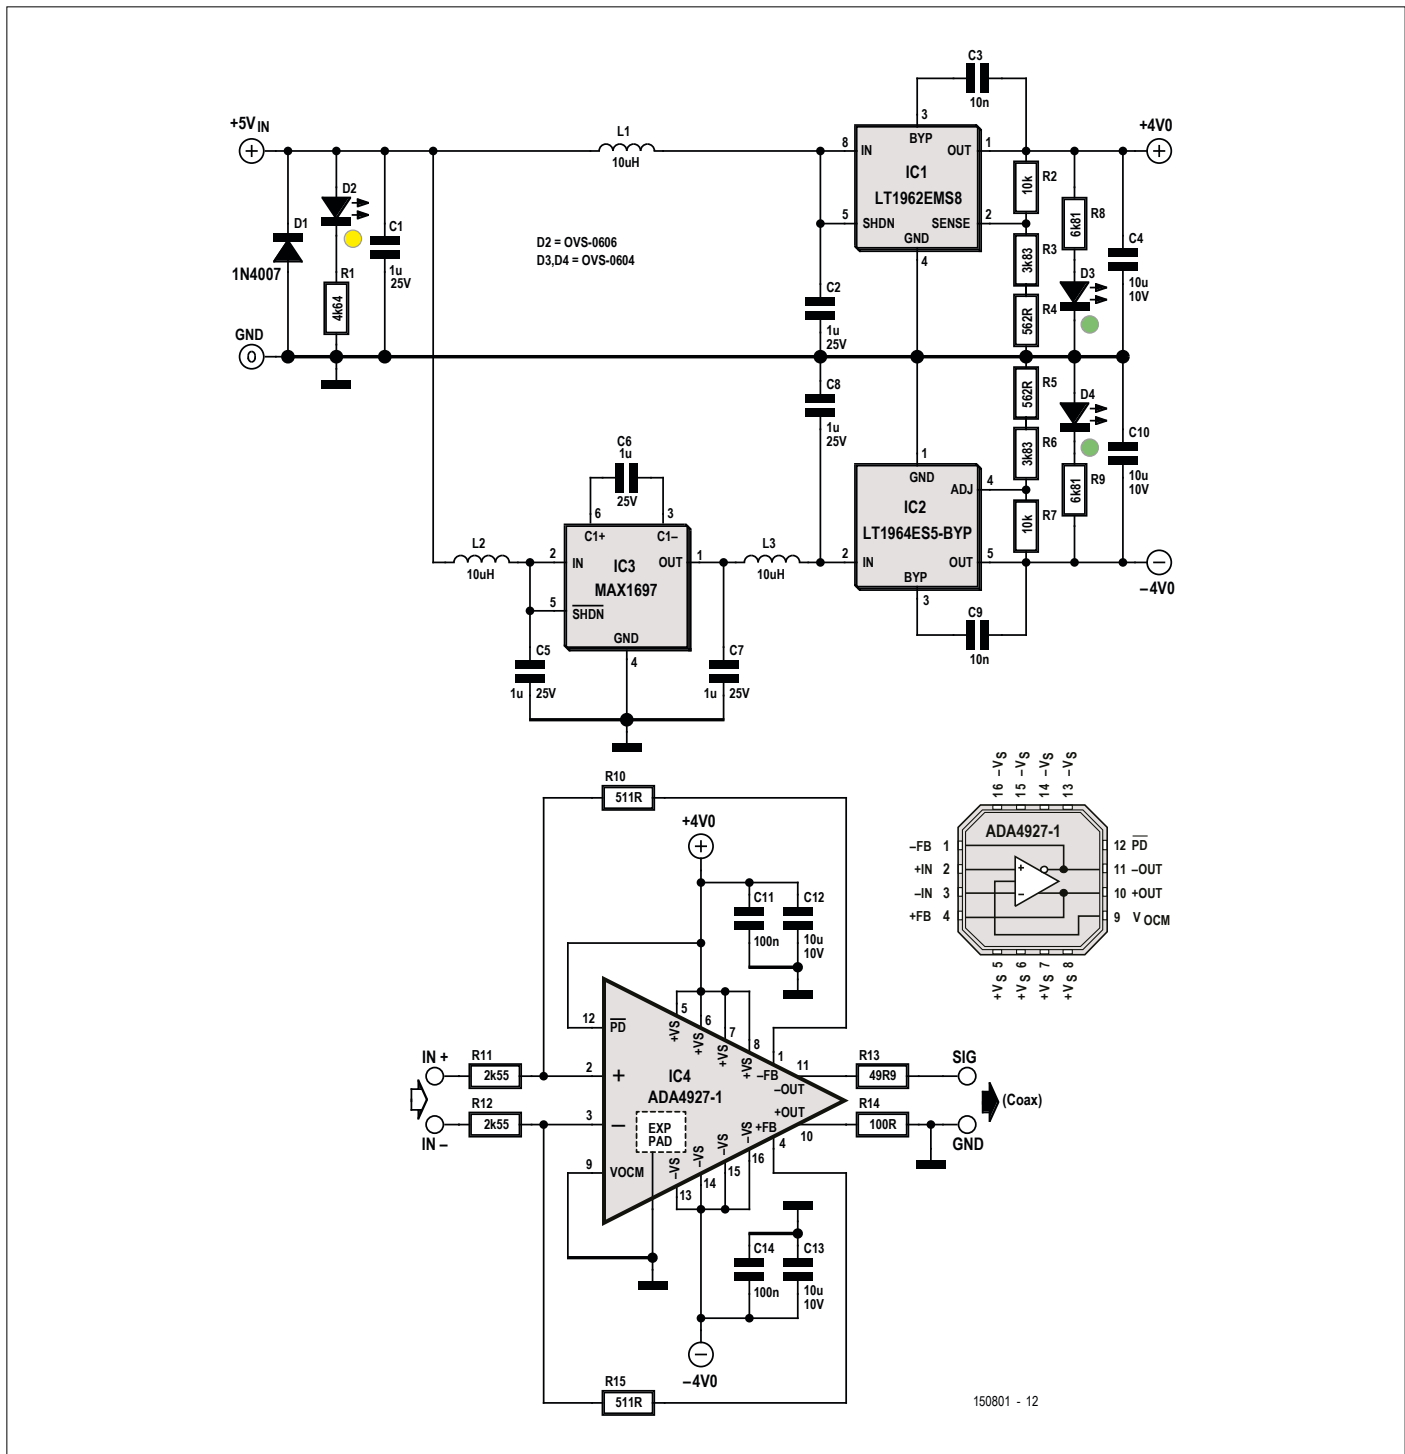 C3
10n
+5VIN
L1
10uH
3
BYP
8
IN
OUT
1
IC1
LT1962EMS8
5
SHDN
SENSE
2
GND
4
+4V0
10k
R2
R8
6k81
3k83
R3
562R
R4
C4
10u
10V
D3
D2
D1
1N4007
C1
1u
25V
R1
4k64
D2 = OVS-0606
D3,D4 = OVS-0604
C2
1u
25V
GND
0
C8
1u
25V
562R
R5
D4
3k83
R6
C10
10u
10V
6k81
R9
10k
R7
1
GND
ADJ
4
IC2
LT1964ES5-BYP
2
IN
OUT
5
BYP
3
C9
10n
–4V0
C6
1u
25V
6
3
C1+
C1–
L2
10uH
2
IN
OUT
1
IC3
MAX1697
5
SHDN
GND
4
L3
10uH
C5
1u
25V
C7
1u
25V
R10
511R
+4V0
C11
100n
C12
10u
10V
16 –VS
15 –VS
14 –VS
13 –VS
ADA4927-1
–FB 1
+IN 2
–IN 3
+FB 4
12 PD
11 –OUT
10 +OUT
9 VOCM
+
–
+VS 5
+VS 6
+VS 7
+VS 8
12
PD
5
+VS
6
+VS
7
+VS
8
+VS
1
–FB
11
–OUT
IN +
R11
2k55
2
+
IC4
ADA4927-1
R13
49R9
SIG
(Coax)
IN –
R12
2k55
3
–
EXP
PAD
+OUT
10
+FB
4
R14
100R
GND
9
VOCM
–VS
13
–VS
14
–VS
15
–VS
16
C14
100n
C13
10u
10V
–4V0
R15
511R
150801 - 12